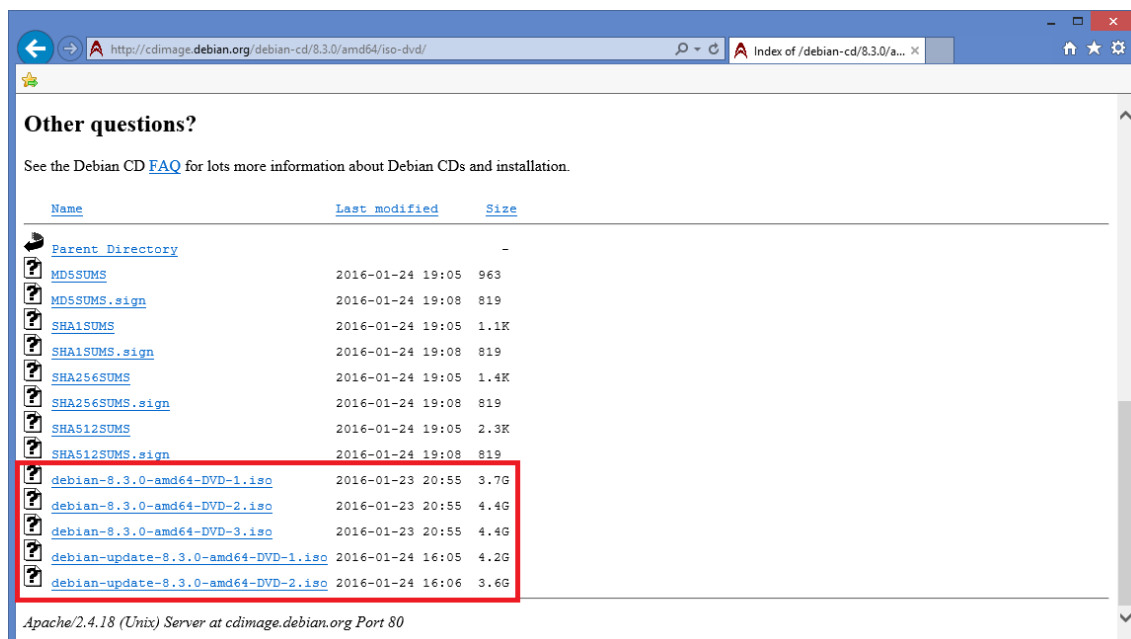 http://cdimage.debian.org/debian-cd/8.3.0/amd64/iso-dvd/
Index of /debian-cd/8.3.0/a...
Other questions?
See the Debian CD FAQ for lots more information about Debian CDs and installation.
Name Last modified Size
Parent Directory -
MD5SUMS 2016-01-24 19:05 963
MD5SUMS.sign 2016-01-24 19:08 819
SHA1SUMS 2016-01-24 19:05 1.1K
SHA1SUMS.sign 2016-01-24 19:08 819
SHA256SUMS 2016-01-24 19:05 1.4K
SHA256SUMS.sign 2016-01-24 19:08 819
SHA512SUMS 2016-01-24 19:05 2.3K
SHA512SUMS.sign 2016-01-24 19:08 819
debian-8.3.0-amd64-DVD-1.iso 2016-01-23 20:55 3.7G
debian-8.3.0-amd64-DVD-2.iso 2016-01-23 20:55 4.4G
debian-8.3.0-amd64-DVD-3.iso 2016-01-23 20:55 4.4G
debian-update-8.3.0-amd64-DVD-1.iso 2016-01-24 16:05 4.2G
debian-update-8.3.0-amd64-DVD-2.iso 2016-01-24 16:06 3.6G
Apache/2.4.18 (Unix) Server at cdimage.debian.org Port 80